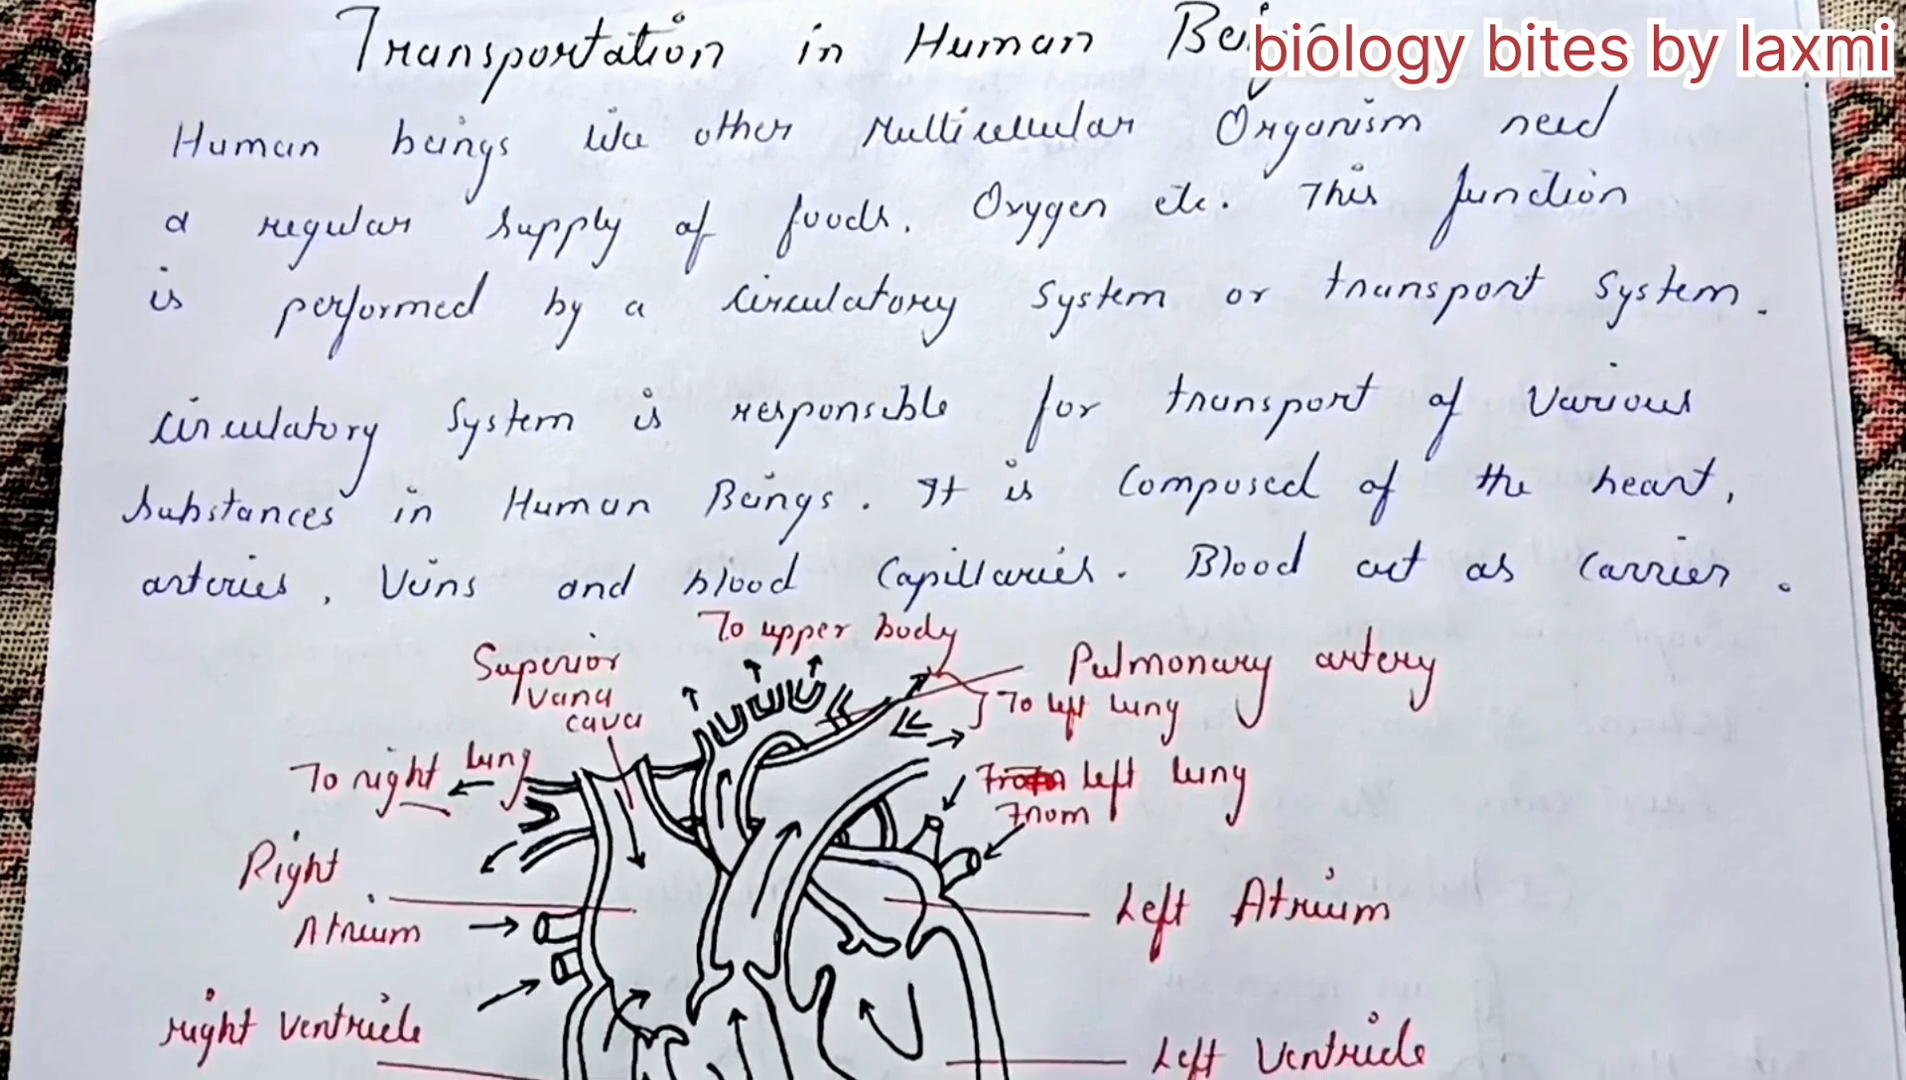 Transportation in Human Bei
biology bites by laxmi
Human beings like other Multicellular Organism need
a regular supply of foods, Oxygen etc. This function
is performed by a circulatory System or transport System.
circulatory System is responsible for transport of Various
Substances in Human Beings. It is Composed of the heart,
arteries, Veins and blood Capillaries. Blood act as Carrier.
To upper body
Superior
vana
cava
Pulmonary artery
To left lung
To right lung
left lung
From
Right
Atrium
Left Atrium
right Ventricle
Left Ventricle